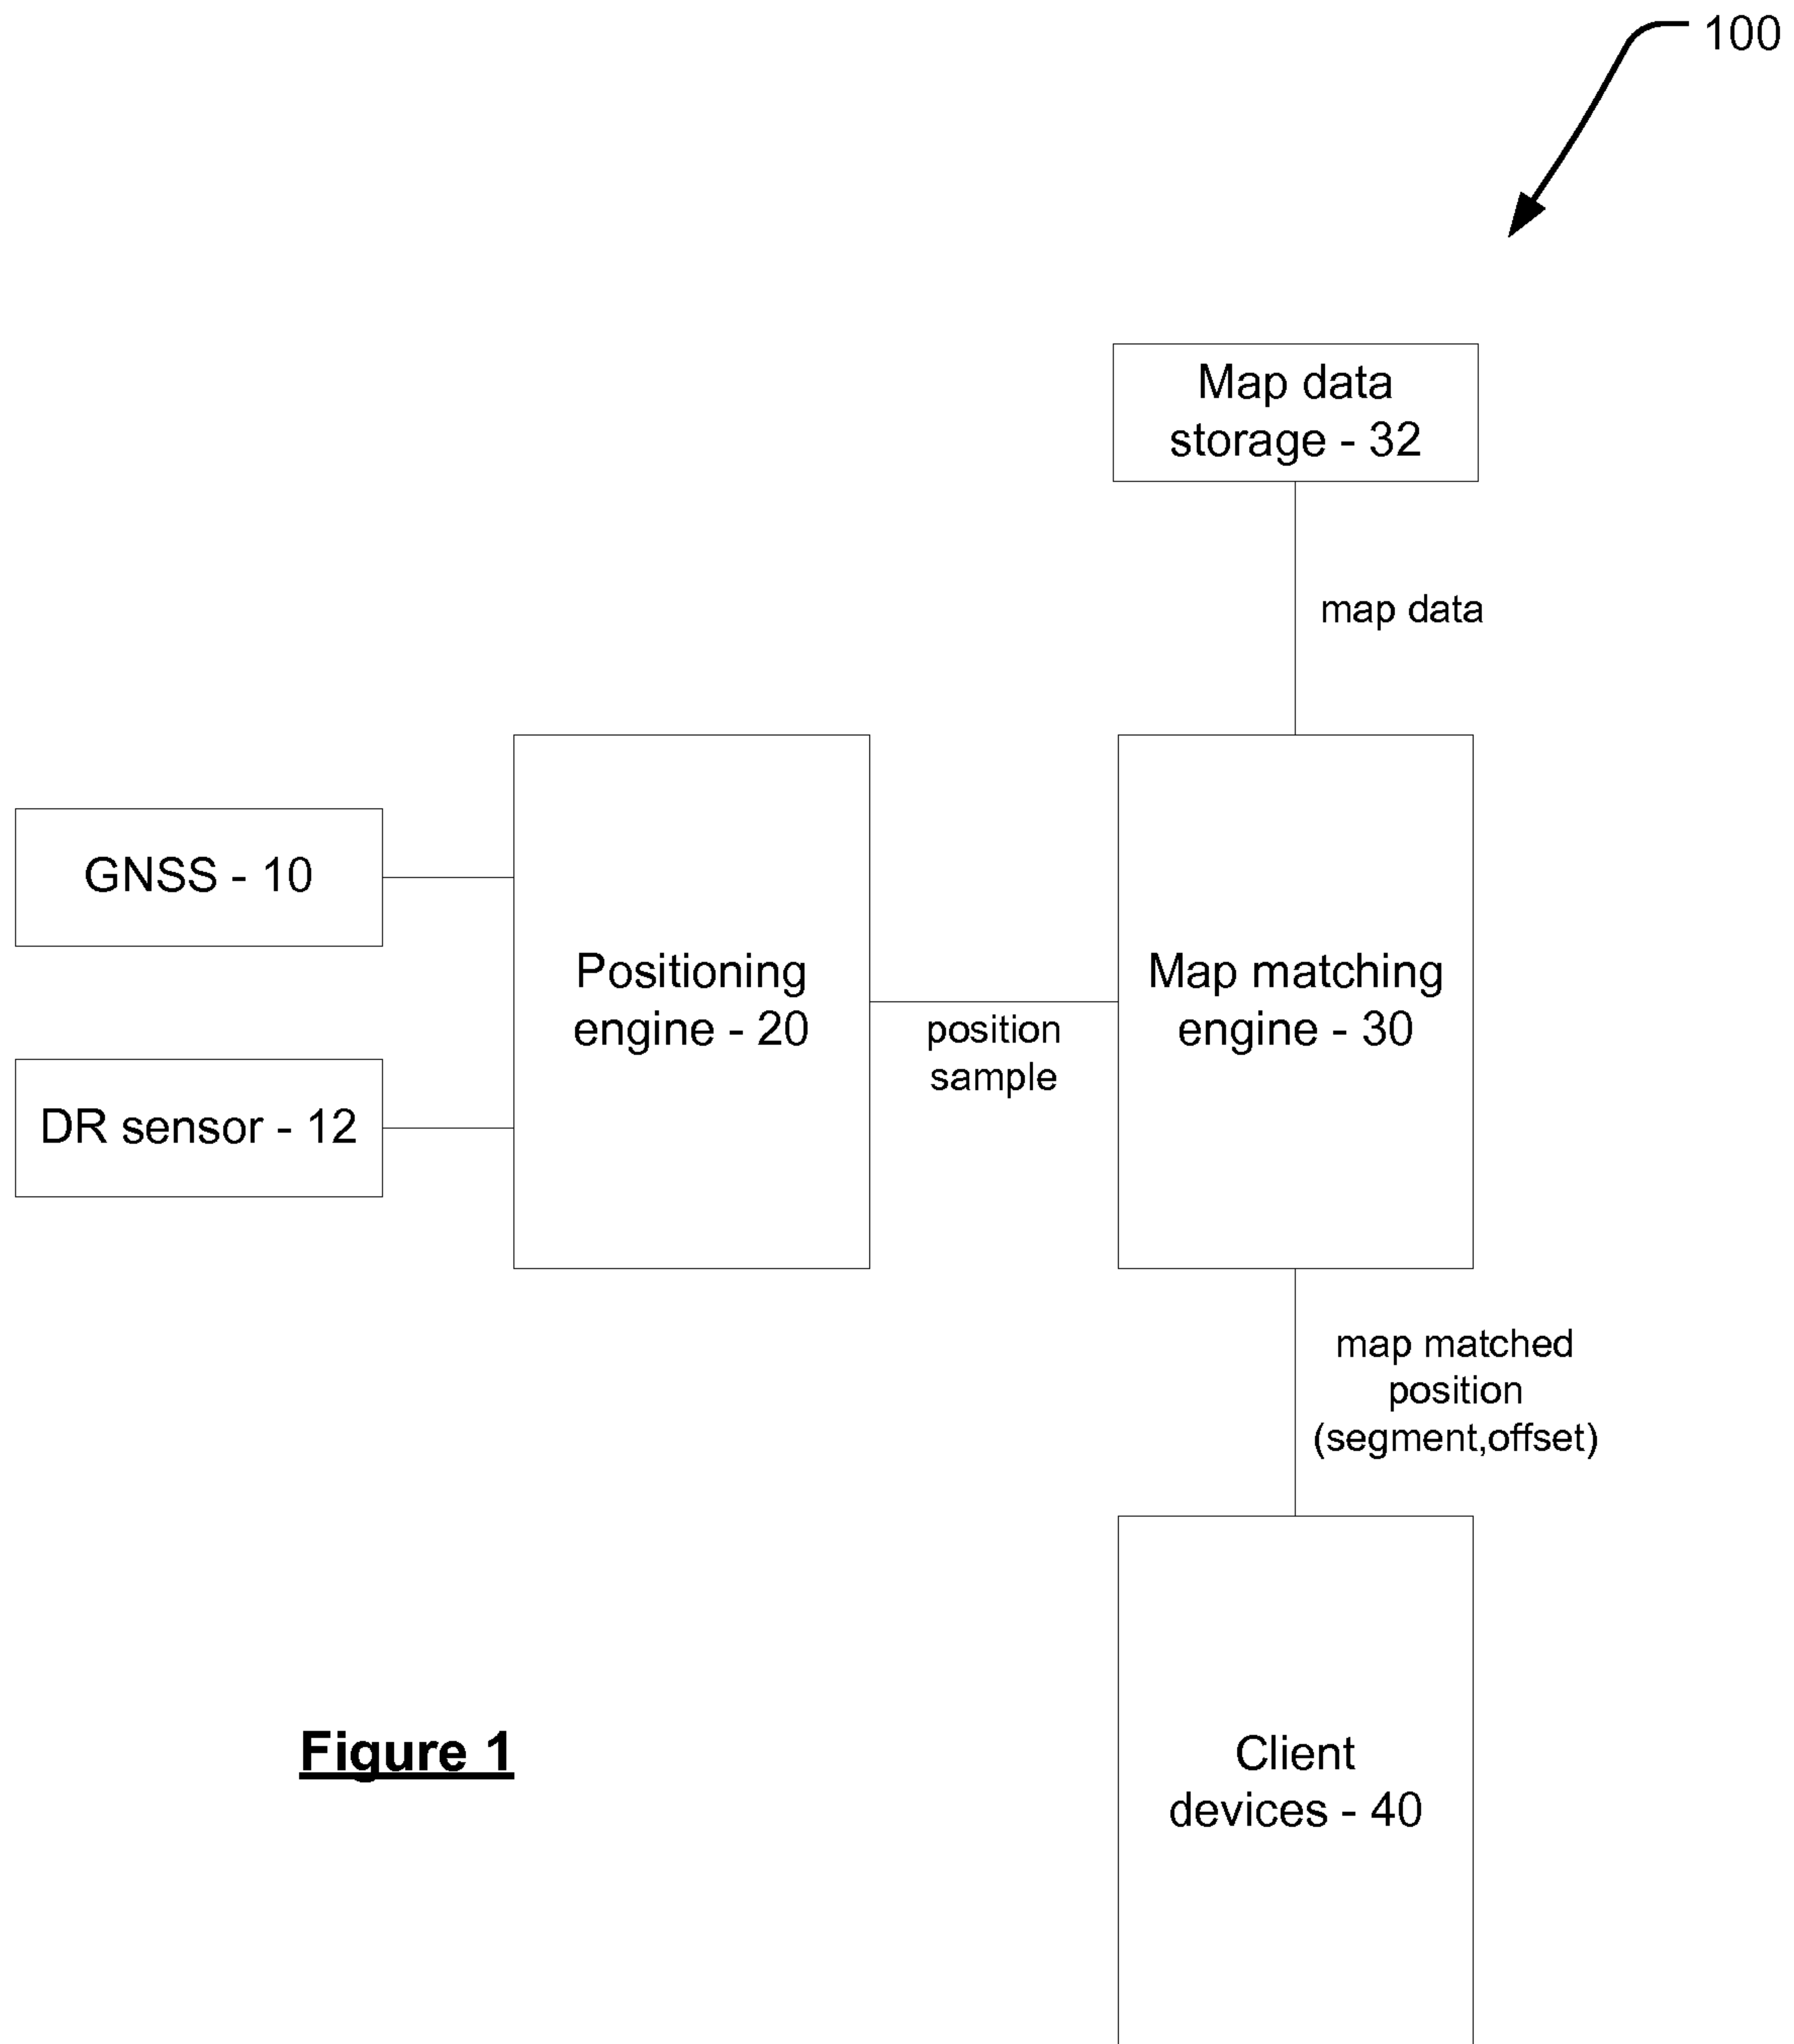 100
Map data
storage - 32
map data
GNSS - 10
DR sensor - 12
Positioning
engine - 20
position
sample
Map matching
engine - 30
map matched
position
(segment,offset)
Client
devices - 40
Figure 1